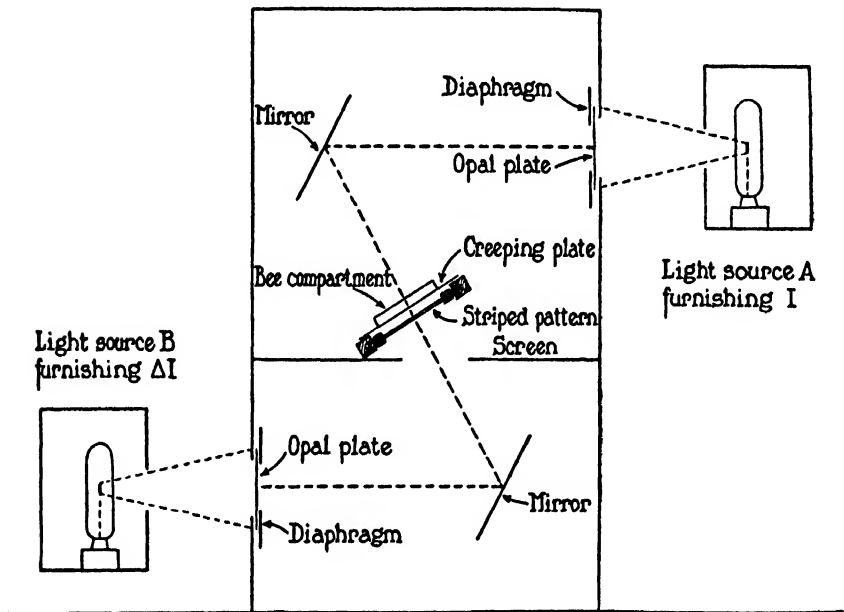 Diaphragm
Mirror
Opal plate
Creeping plate
Bee compartment
Light source A
furnishing I
Striped pattern
Screen
Light source B
furnishing ΔI
Opal plate
Mirror
Diaphragm